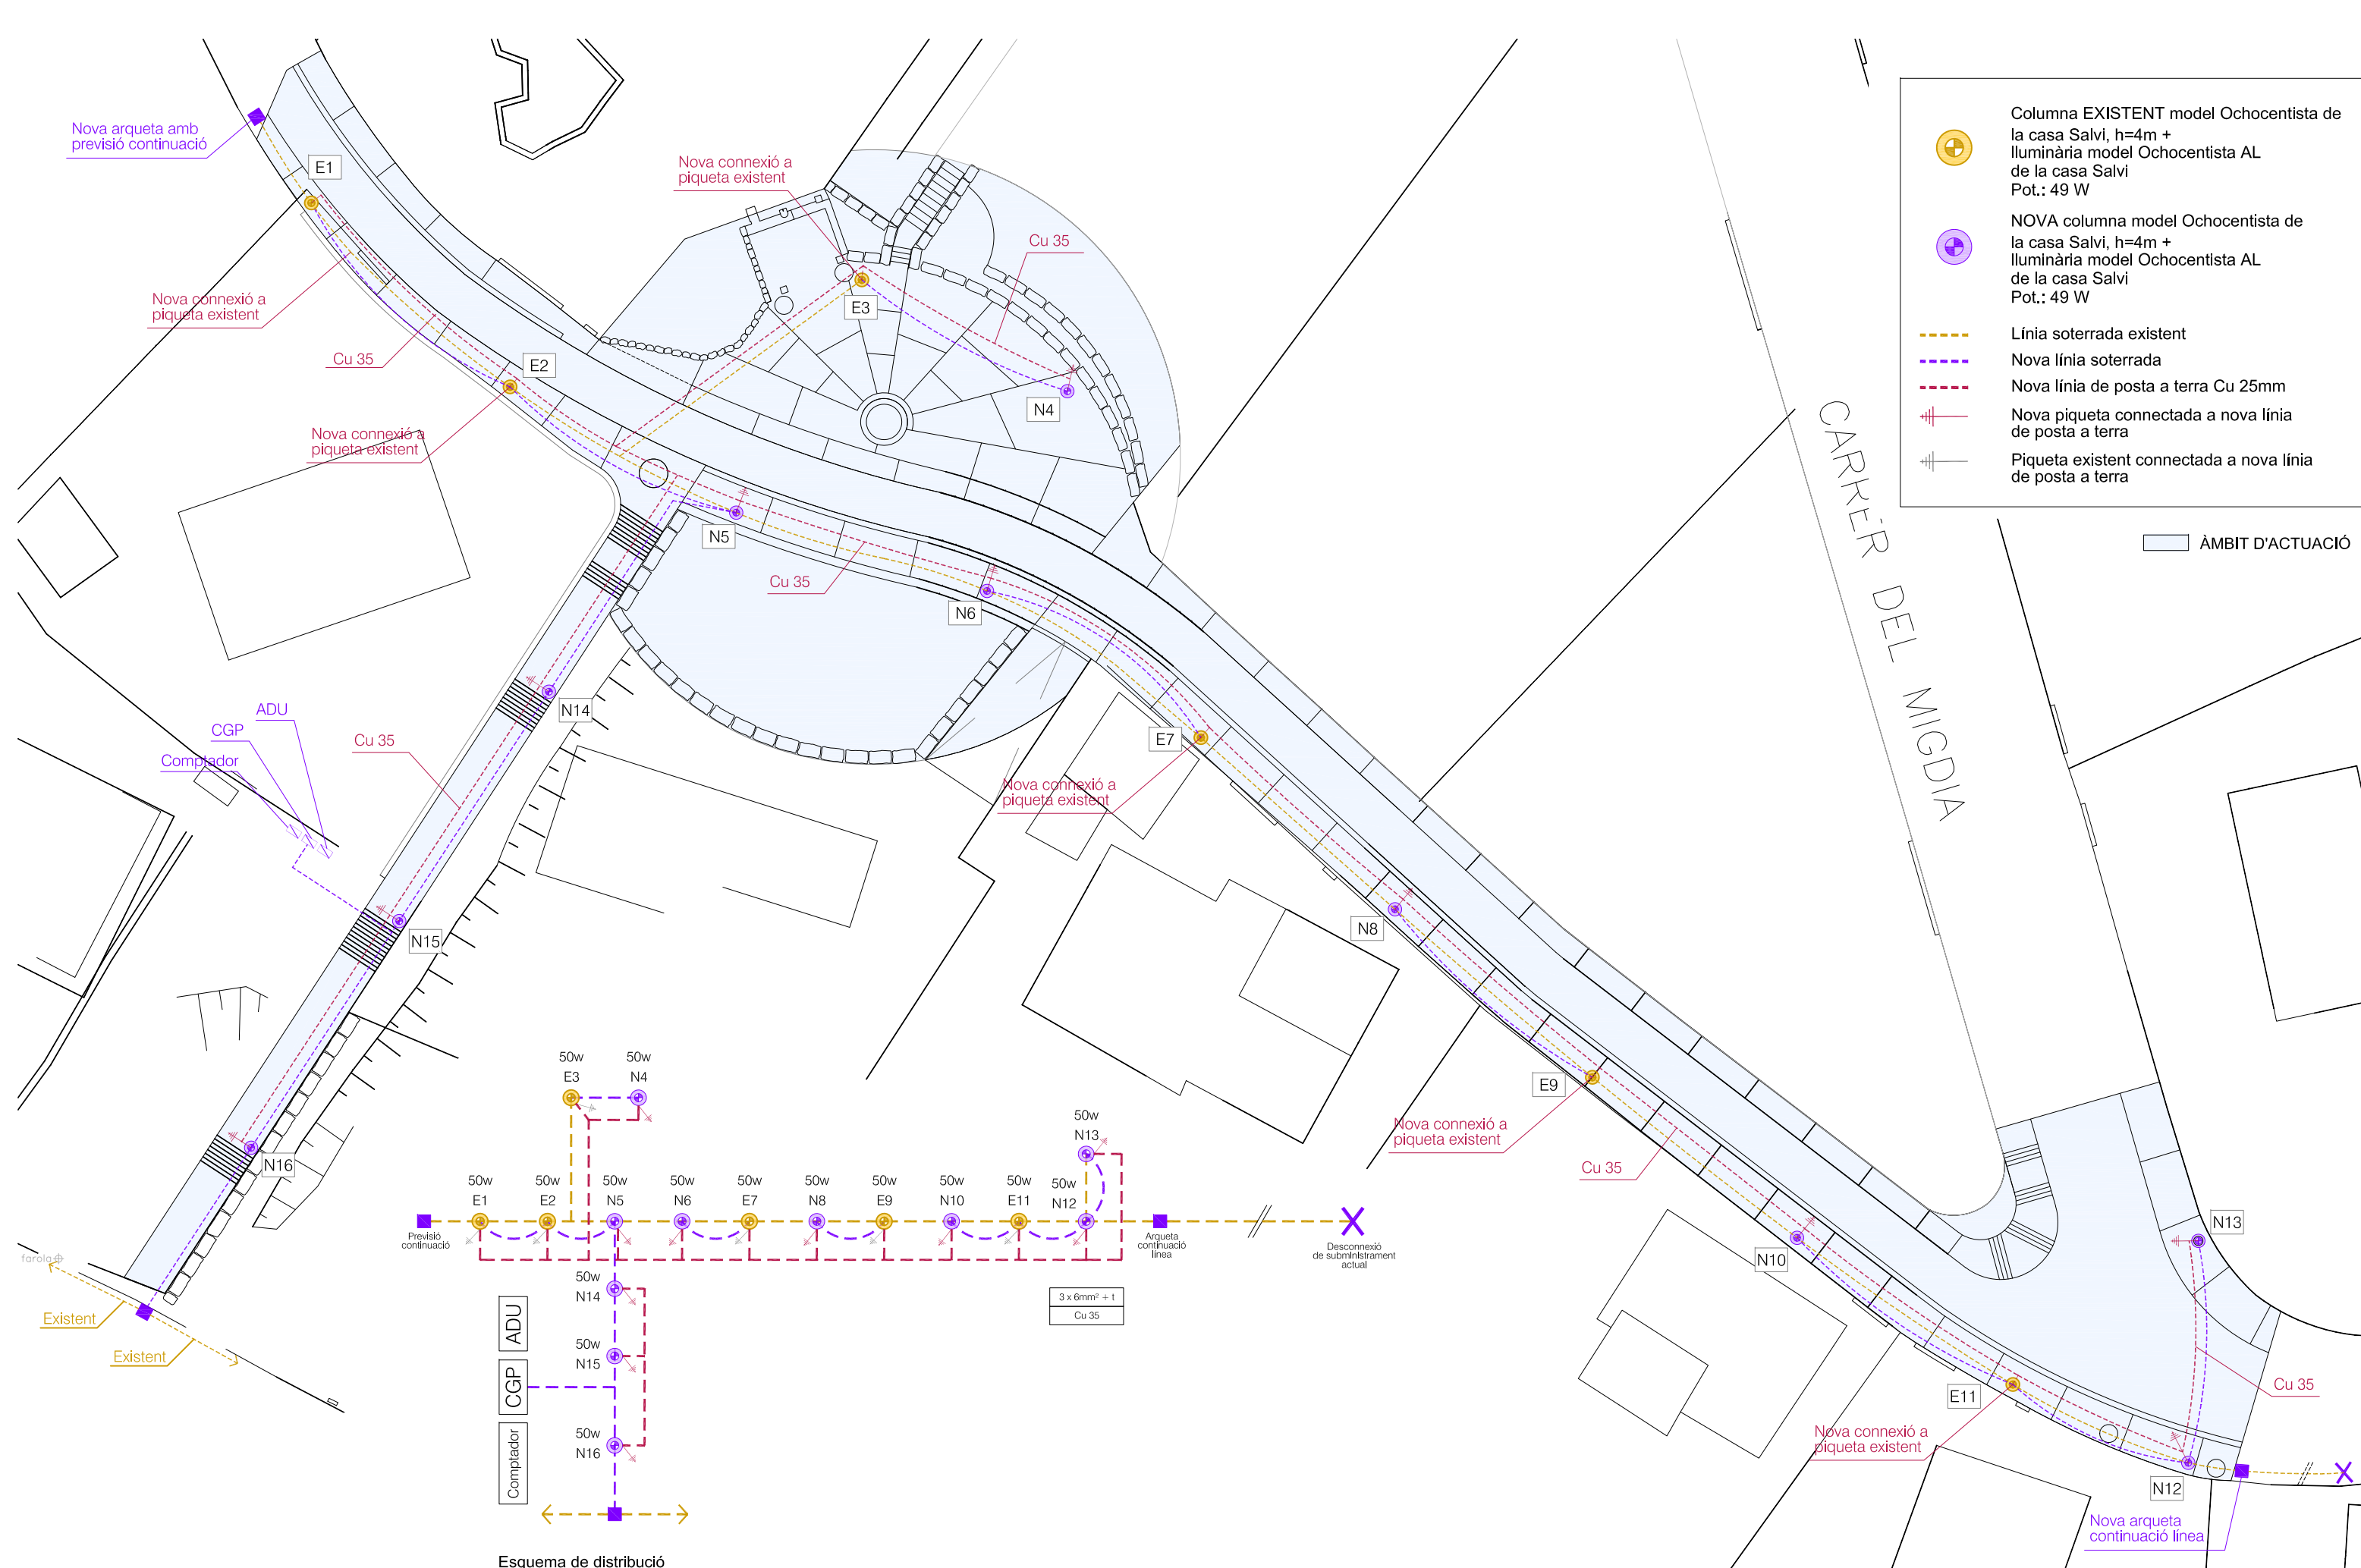 Nova arqueta amb
previsió continuació
E1
Nova connexió a
piqueta existent
Cu 35
E2
Nova connexió a
piqueta existent
Nova connexió a
piqueta existent
E3
Cu 35
N4
N5
Cu 35
N6
N14
ADU
CGP
Comptador
Cu 35
N15
N16
farola
Existent
Existent
E7
Nova connexió a
piqueta existent
N8
E9
Nova connexió a
piqueta existent
Cu 35
N10
E11
Nova connexió a
piqueta existent
N13
Cu 35
N12
Nova arqueta
continuació línea
CARRER DEL MIGDIA
Columna EXISTENT model Ochocentista de
la casa Salvi, h=4m +
lluminària model Ochocentista AL
de la casa Salvi
Pot.: 49 W
NOVA columna model Ochocentista de
la casa Salvi, h=4m +
lluminària model Ochocentista AL
de la casa Salvi
Pot.: 49 W
Línia soterrada existent
Nova línia soterrada
Nova línia de posta a terra Cu 25mm
Nova piqueta connectada a nova línia
de posta a terra
Piqueta existent connectada a nova línia
de posta a terra
ÀMBIT D'ACTUACIÓ
50w
E3
50w
N4
50w
N13
50w
E1
50w
E2
50w
N5
50w
N6
50w
E7
50w
N8
50w
E9
50w
N10
50w
E11
50w
N12
Previsió
continuació
Arqueta
continuació
línea
Desconnexió
de subministrament
actual
50w
N14
50w
N15
50w
N16
ADU
CGP
Comptador
3 x 6mm² + t
Cu 35
Esquema de distribució